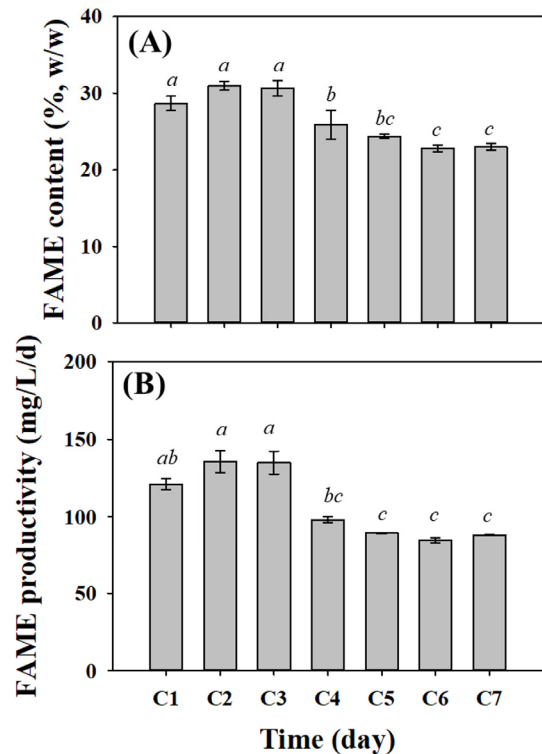 (A)
FAME content (%, w/w)
40
30
20
10
0
a a a b bc c c
(B)
FAME productivity (mg/L/d)
200
150
100
50
0
ab a a bc c c c
C1 C2 C3 C4 C5 C6 C7
Time (day)